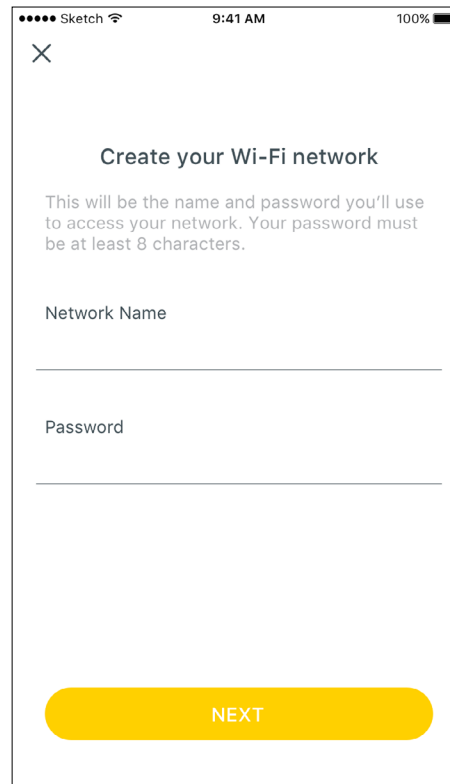 ●●●●● Sketch 9:41 AM 100%
Create your Wi-Fi network
This will be the name and password you'll use
to access your network. Your password must
be at least 8 characters.
Network Name
Password
NEXT